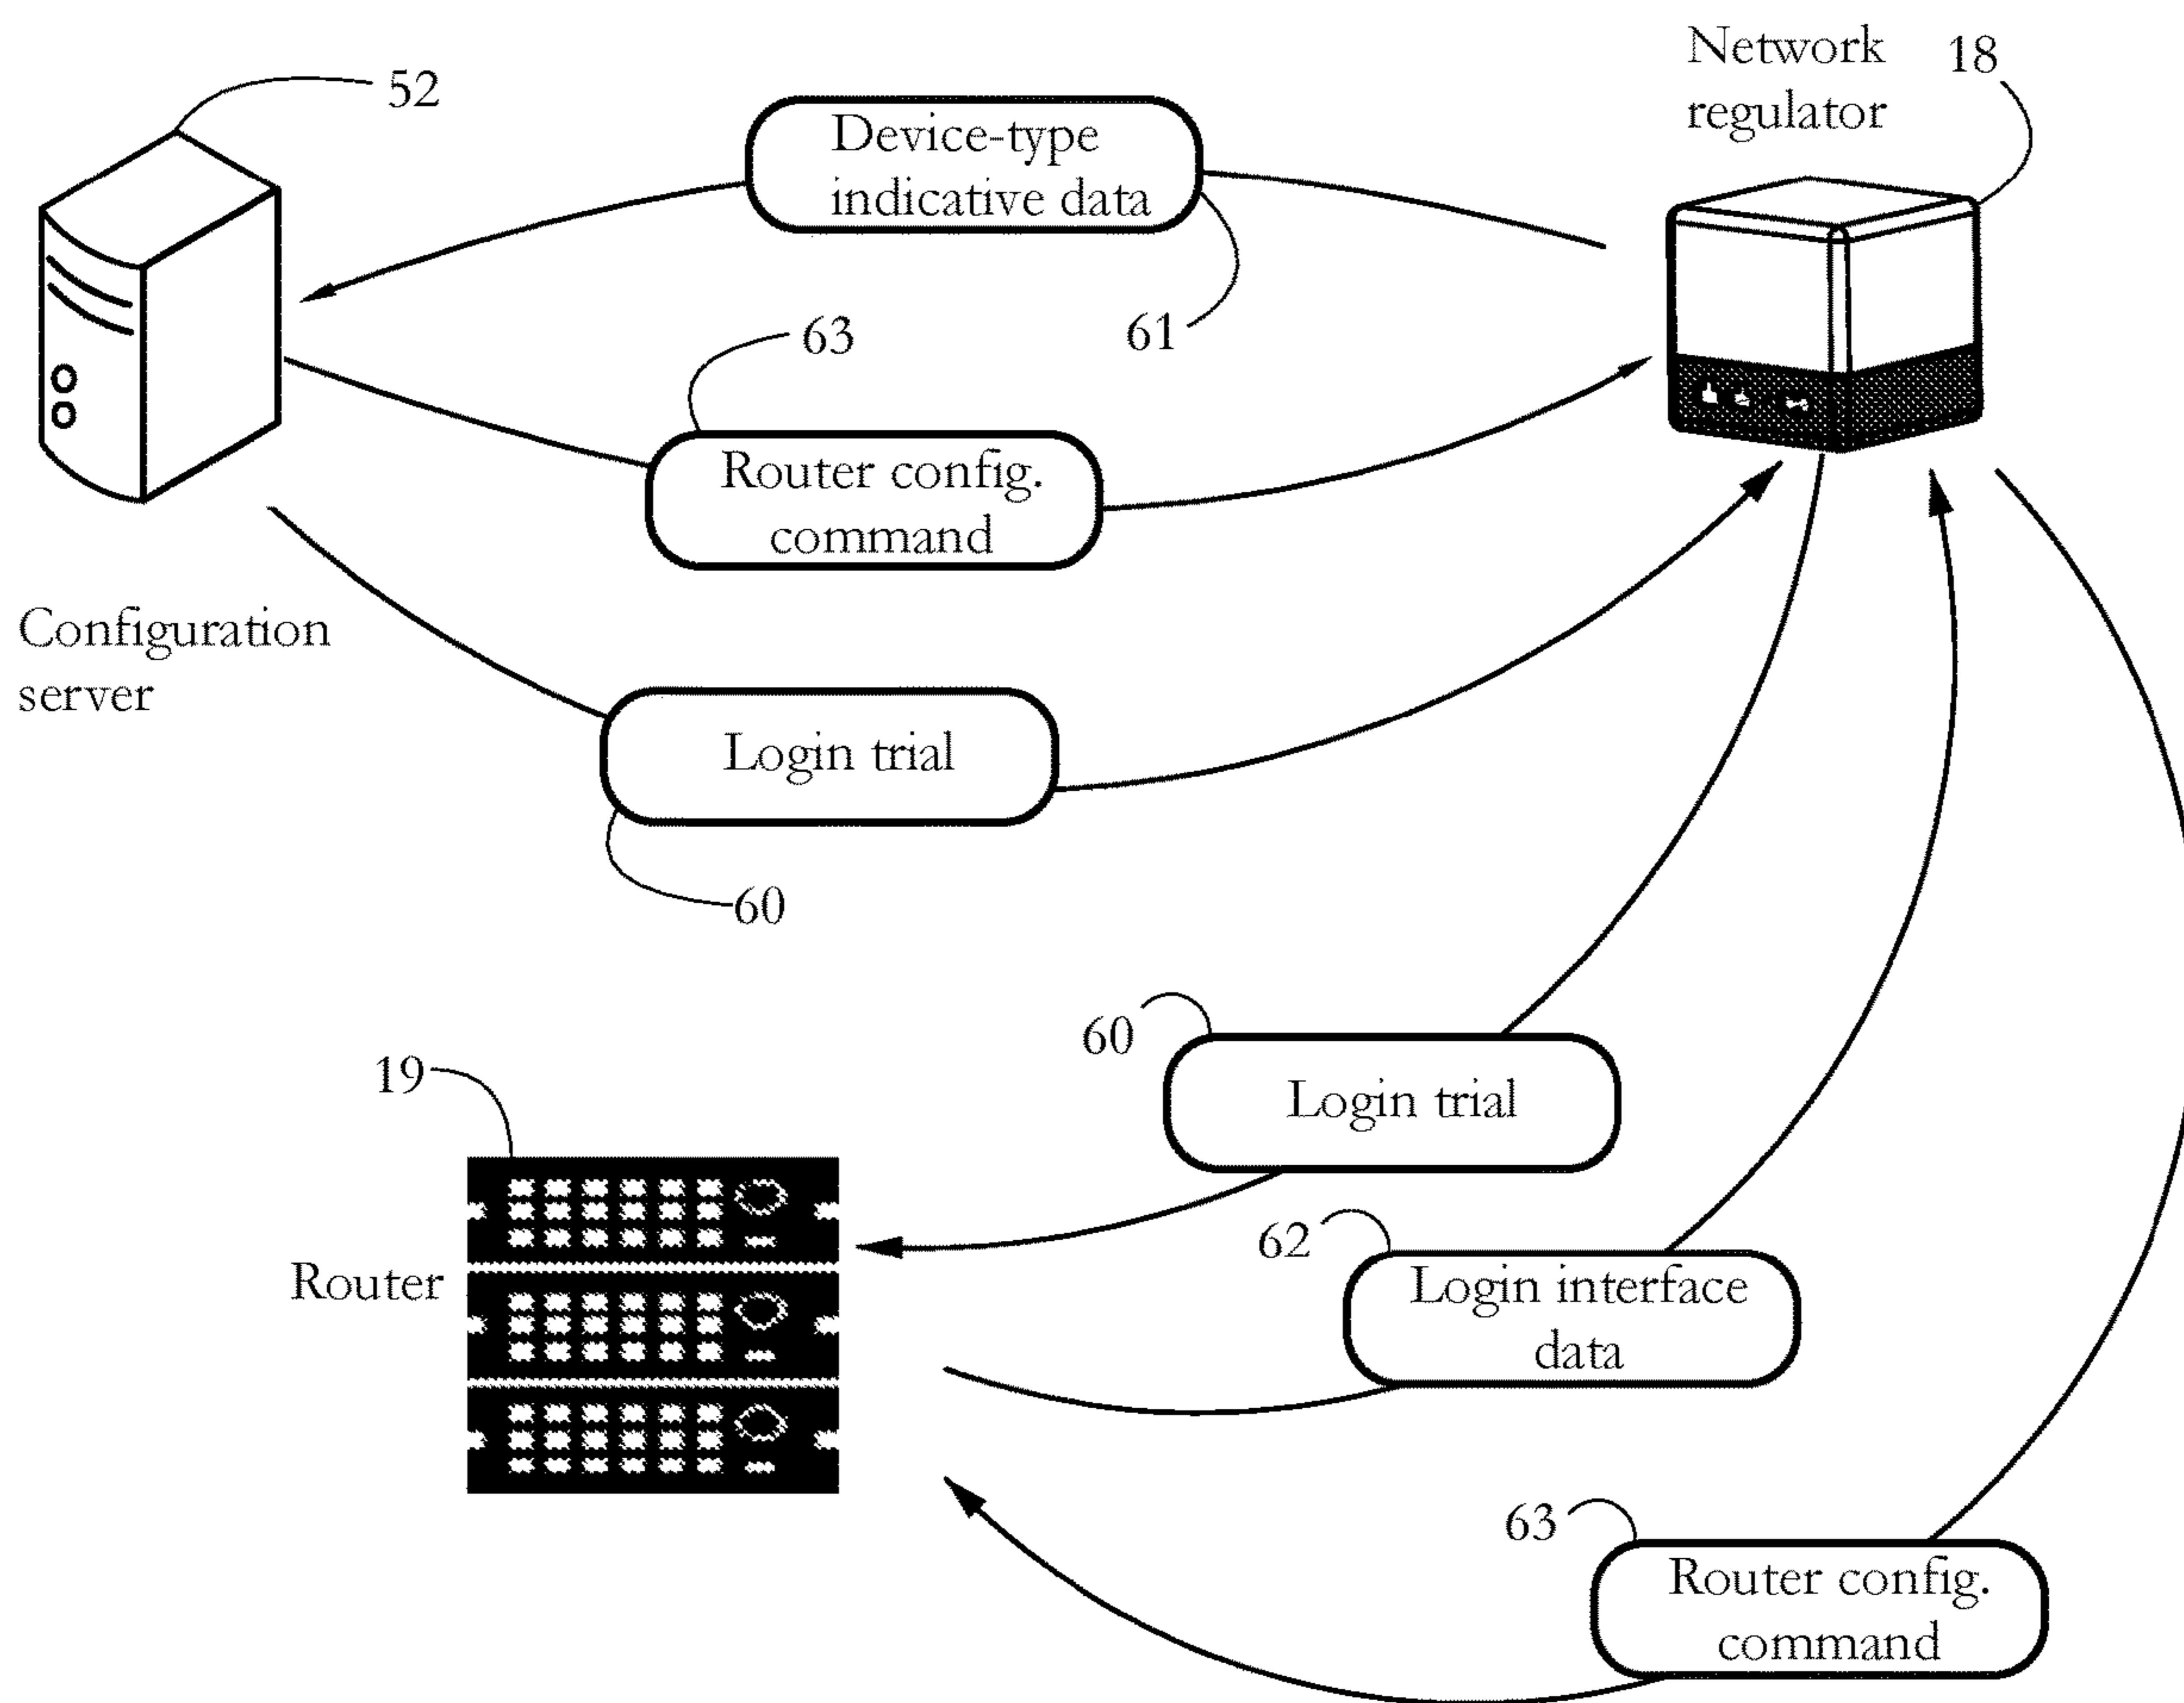 Network
regulator
18
52
Device-type
indicative data
61
63
Router config.
command
Configuration
server
Login trial
60
60
Login trial
19
Router
62
Login interface
data
63
Router config.
command